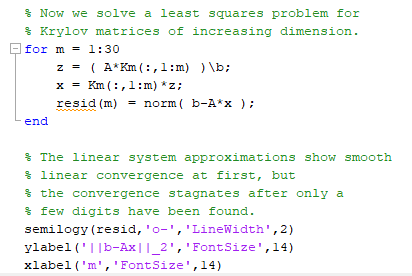 % Now we solve a least squares problem for
% Krylov matrices of increasing dimension.
for m = 1:30
z = ( A*Km(:,1:m) )\b;
x = Km(:,1:m)*z;
resid(m) = norm( b-A*x );
end
% The linear system approximations show smooth
% linear convergence at first, but
% the convergence stagnates after only a
% few digits have been found.
semilogy(resid,'o-','LineWidth',2)
ylabel('||b-Ax||_2','FontSize',14)
xlabel('m','FontSize',14)